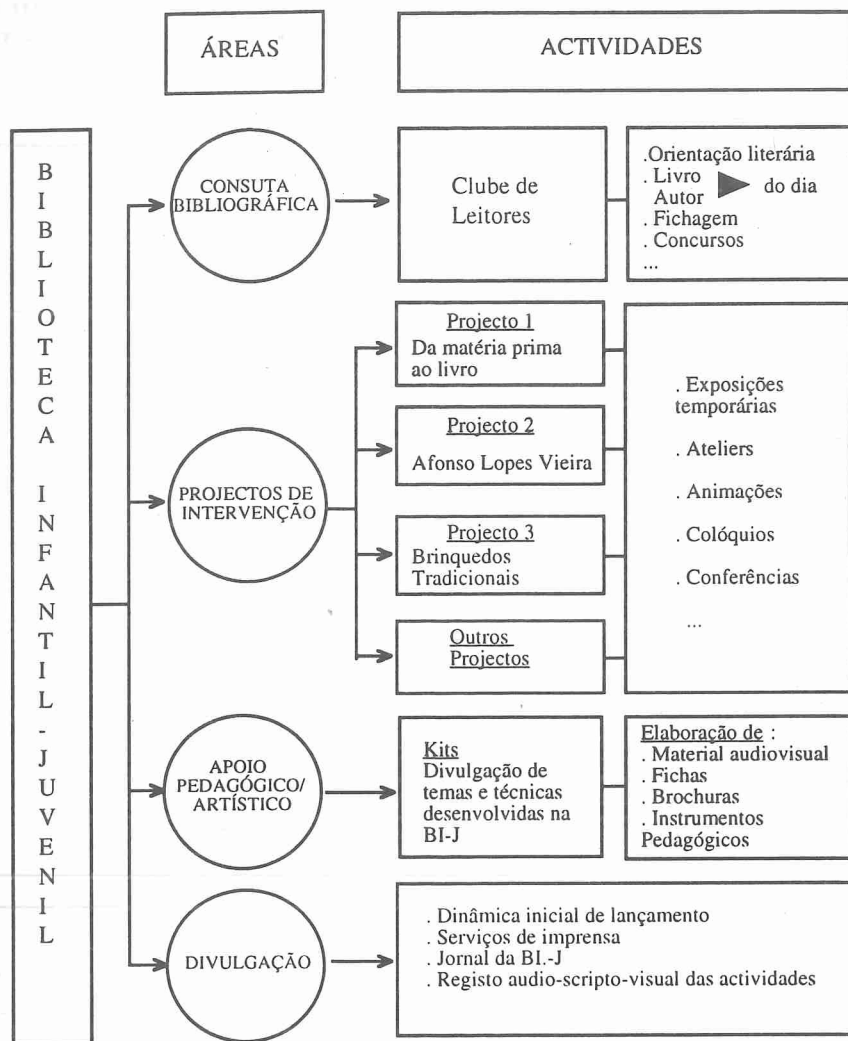 ÁREAS
ACTIVIDADES
BIBLIOTECA INFANTIL-JUVENIL
CONSUTA
BIBLIOGRÁFICA
Clube de
Leitores
.Orientação literária
. Livro
Autor
do dia
. Fichagem
. Concursos
...
PROJECTOS DE
INTERVENÇÃO
Projecto 1
Da matéria prima
ao livro
Projecto 2
Afonso Lopes Vieira
Projecto 3
Brinquedos
Tradicionais
Outros
Projectos
. Exposições
temporárias
. Ateliers
. Animações
. Colóquios
. Conferências
...
APOIO
PEDAGÓGICO/
ARTÍSTICO
Kits
Divulgação de
temas e técnicas
desenvolvidas na
BI-J
Elaboração de :
. Material audiovisual
. Fichas
. Brochuras
. Instrumentos
Pedagógicos
DIVULGAÇÃO
. Dinâmica inicial de lançamento
. Serviços de imprensa
. Jornal da BI.-J
. Registo audio-scripto-visual das actividades